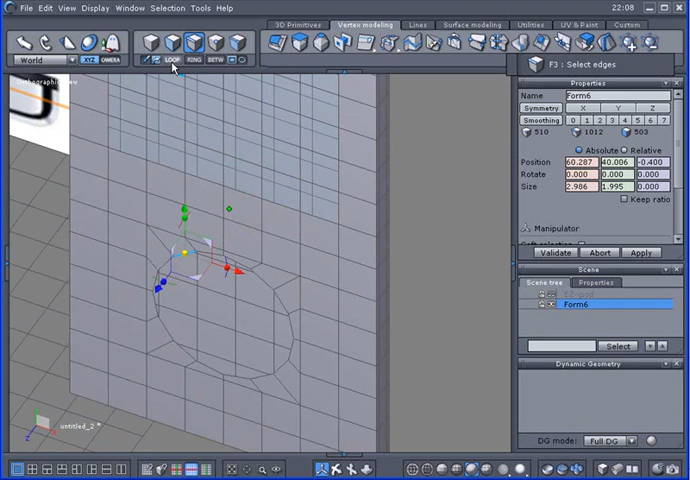 File Edit View Display Window Selection Tools Help 22:08
3D Primitives Vertex modeling Lines Surface modeling Utilities UV & Paint Custom
World XYZ CAMERA LOOP RING BETW
F3 : Select edges
Properties
Name Form6
Symmetry X Y Z
Smoothing 0 1 2 3 4 5 6 7
510 1012 503
Absolute Relative
Position 60.287 40.006 -0.400
Rotate 0.000 0.000 0.000
Size 2.986 1.995 0.000
Keep ratio
Manipulator
Validate Abort Apply
Scene
Scene tree Properties
Form6
Select
Dynamic Geometry
Y
Z
X
untitled_2 *
DG mode: Full DG